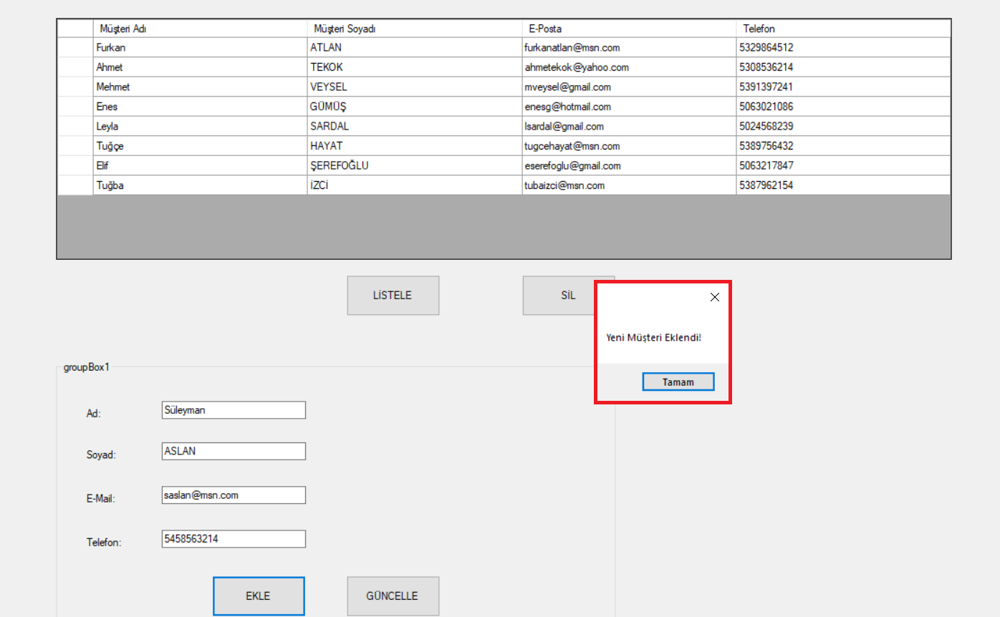 Müşteri Adı Müşteri Soyadı E-Posta Telefon
Furkan ATLAN furkanatlan@msn.com 5329864512
Ahmet TEKOK ahmetekok@yahoo.com 5308536214
Mehmet VEYSEL mveysel@gmail.com 5391397241
Enes GÜMÜŞ enesg@hotmail.com 5063021086
Leyla SARDAL lsardal@gmail.com 5024568239
Tuğçe HAYAT tugcehayat@msn.com 5389756432
Elif ŞEREFOĞLU eserefoglu@gmail.com 5063217847
Tuğba İZCİ tubaizci@msn.com 5387962154
LİSTELE SİL
Yeni Müşteri Eklendi!
Tamam
groupBox1
Ad: Süleyman
Soyad: ASLAN
E-Mail: saslan@msn.com
Telefon: 5458563214
EKLE GÜNCELLE